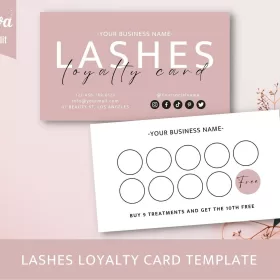 -YOUR BUSINESS NAME-
LASHES
loyalty card
-YOUR BUSINESS NAME-
Free
BUY 9 TREATMENTS AND GET THE 10TH FREE
LASHES LOYALTY CARD TEMPLATE